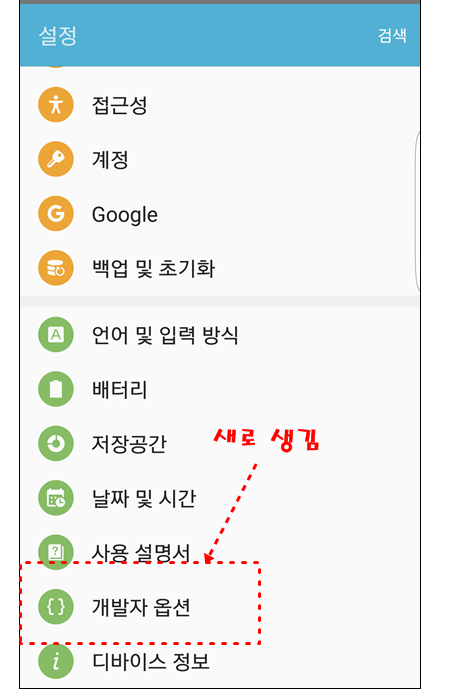 설정
검색
접근성
계정
Google
백업 및 초기화
언어 및 입력 방식
배터리
저장공간
새로 생김
날짜 및 시간
사용 설명서
개발자 옵션
디바이스 정보